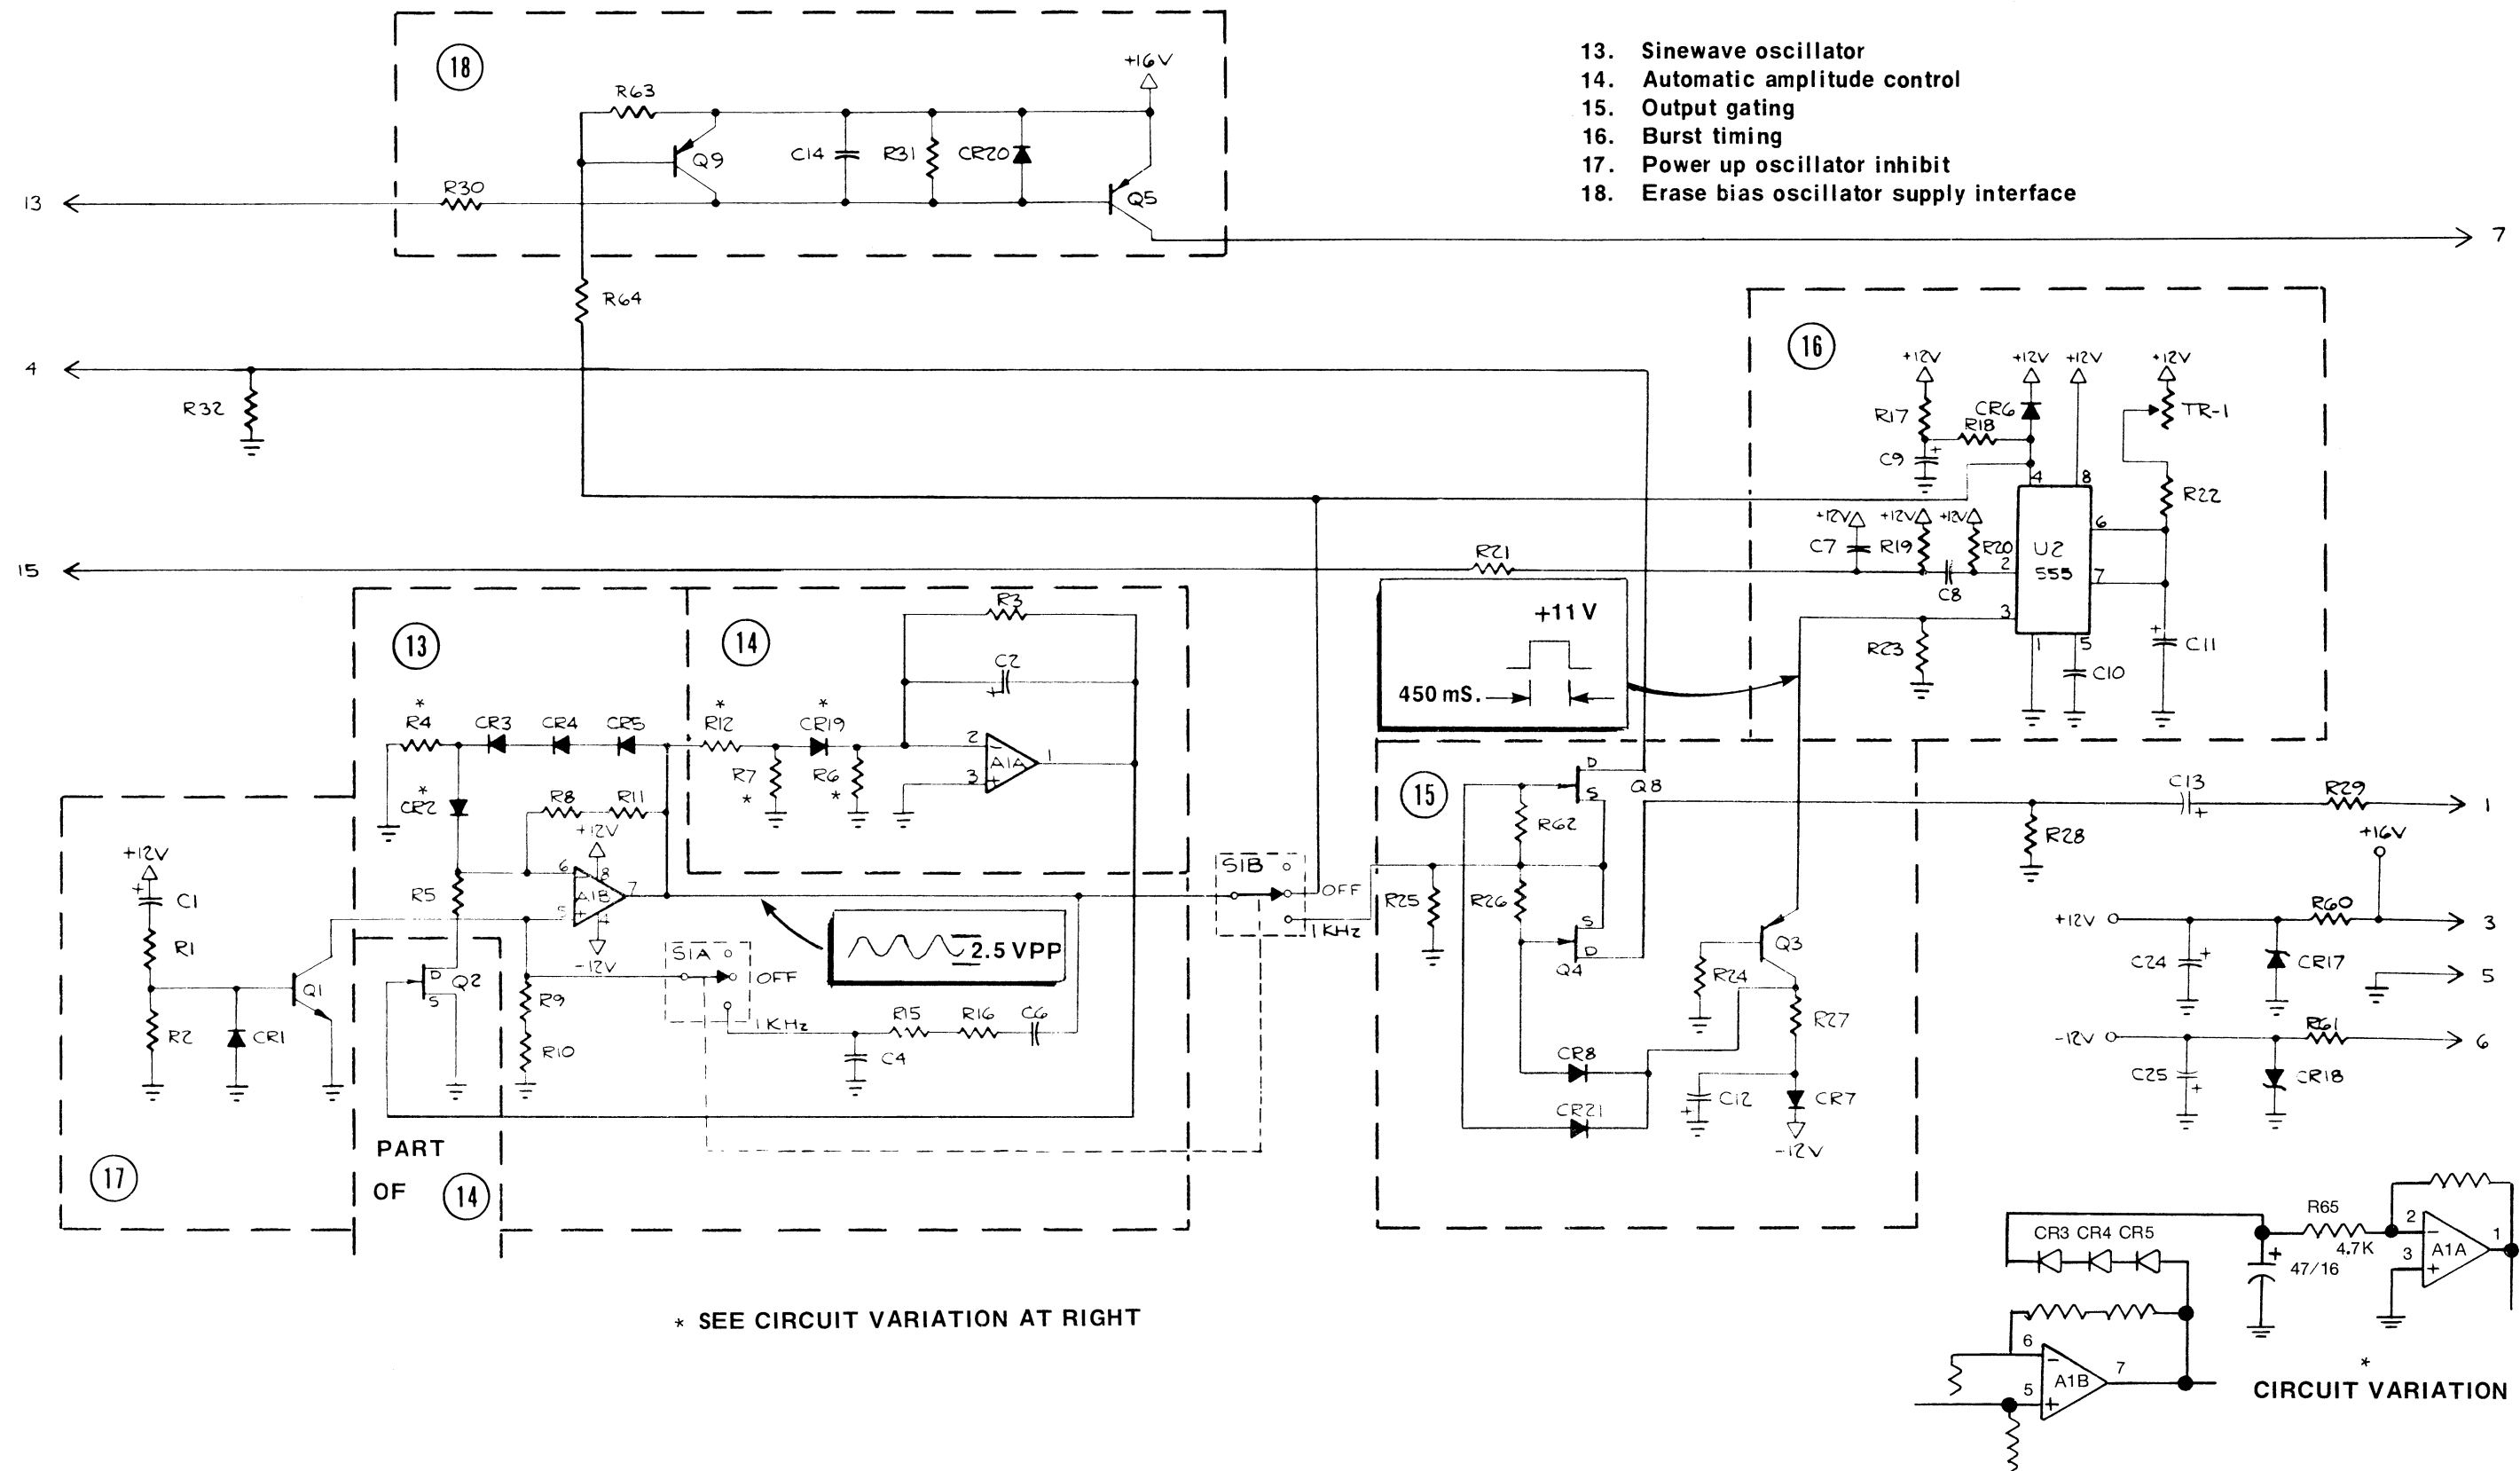 18
+16V
R63
Q9
C14
R31
CR20
Q5
13
R30
7
R64
13. Sinewave oscillator
14. Automatic amplitude control
15. Output gating
16. Burst timing
17. Power up oscillator inhibit
18. Erase bias oscillator supply interface
4
R32
16
+12V
+12V
+12V
+12V
R17
CR6
R18
TR-1
C9
4
8
R22
+12V
+12V
+12V
C7
R19
R20
2
U2
555
6
7
C8
3
R23
1
5
C10
C11
15
R21
+11 V
450 mS.
13
14
R3
C2
*
R4
CR3
CR4
CR5
*
R12
*
CR19
2
−
A1A
1
3
+
R7
*
R6
*
*
CR2
R8
R11
+12V
6
−
8
A1B
7
5
+
4
-12V
R5
+12V
+
C1
R1
R2
CR1
Q1
D
Q2
S
R9
R10
S1A
OFF
1KHz
2.5 VPP
R15
R16
C6
C4
S1B
OFF
1KHz
PART
OF
14
17
15
D
Q8
S
R62
R25
R26
S
D
Q4
Q3
R24
R27
CR8
CR21
C12
+
CR7
-12V
C13
+
R29
1
R28
+16V
+12V
R60
3
C24
+
CR17
5
-12V
R61
6
C25
+
CR18
* SEE CIRCUIT VARIATION AT RIGHT
R65
4.7K
2
−
3
+
A1A
1
CR3 CR4 CR5
+
47/16
6
−
5
+
A1B
7
*
CIRCUIT VARIATION